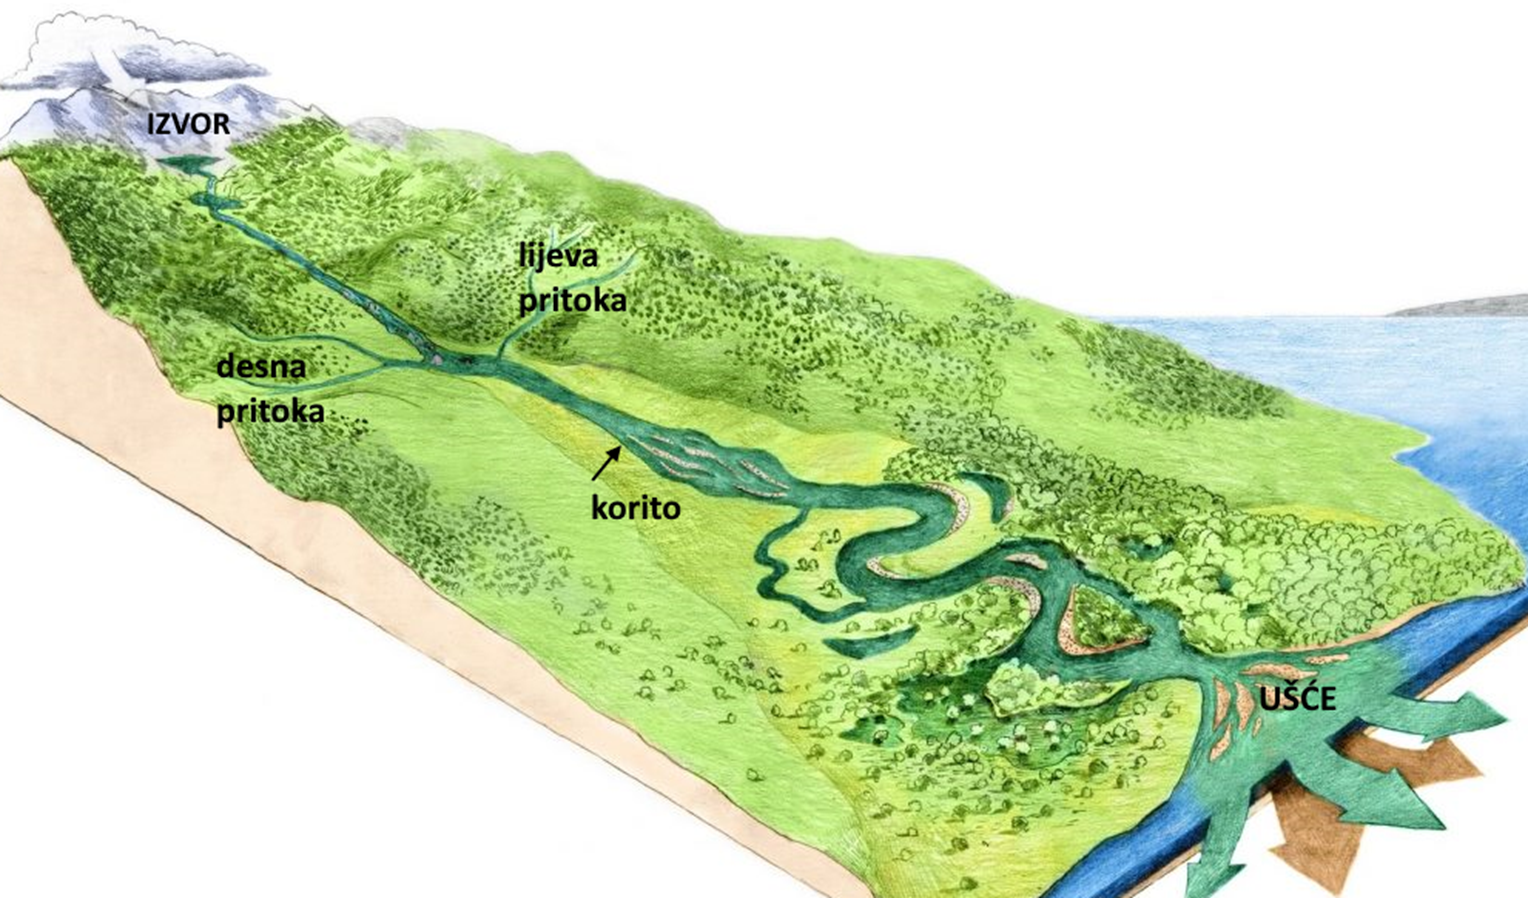 IZVOR
lijeva
pritoka
desna
pritoka
korito
UŠĆE